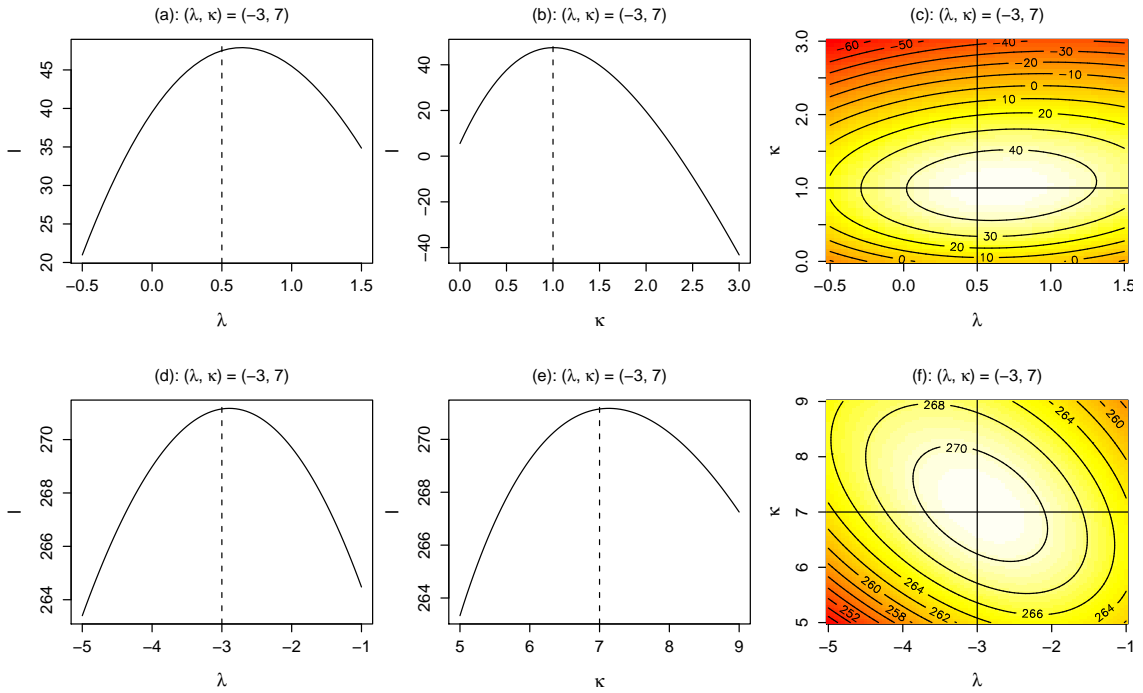 (a): (λ, κ) = (−3, 7)
(b): (λ, κ) = (−3, 7)
(c): (λ, κ) = (−3, 7)
l
20 25 30 35 40 45
−0.5 0.0 0.5 1.0 1.5
λ
l
−40 −20 0 20 40
0.0 0.5 1.0 1.5 2.0 2.5 3.0
κ
κ
0.0 1.0 2.0 3.0
−60 −50 −40 −30 −20 −10 0 10 20 40 30 20 10 0 0
−0.5 0.0 0.5 1.0 1.5
λ
(d): (λ, κ) = (−3, 7)
(e): (λ, κ) = (−3, 7)
(f): (λ, κ) = (−3, 7)
l
264 266 268 270
−5 −4 −3 −2 −1
λ
l
264 266 268 270
5 6 7 8 9
κ
κ
5 6 7 8 9
268 264 260 270 260 264 252 258 262 266 264
−5 −4 −3 −2 −1
λ